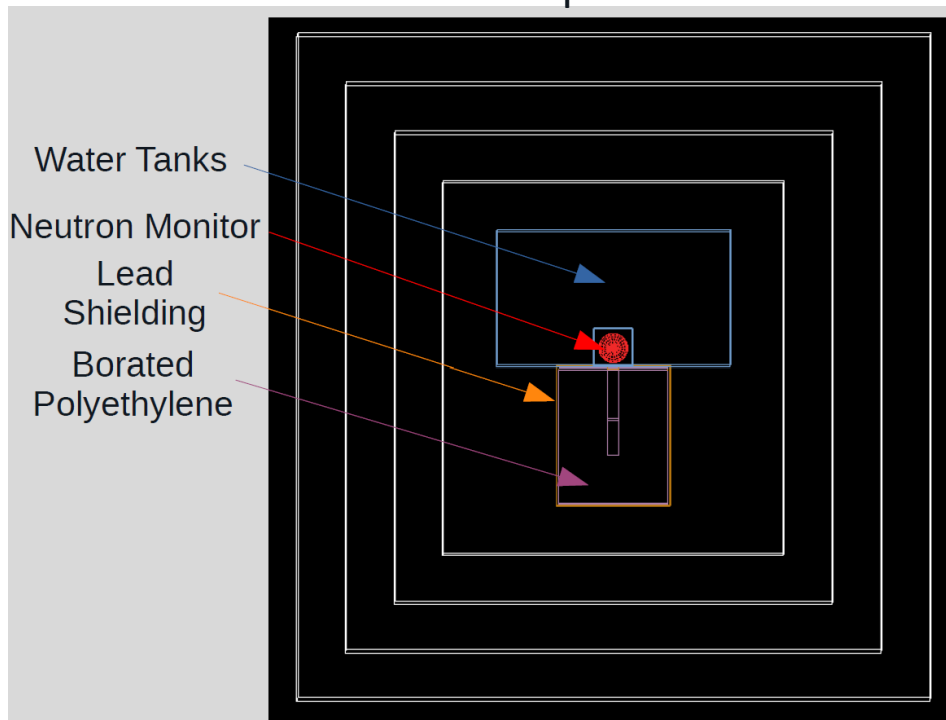 Water Tanks
Neutron Monitor
Lead
Shielding
Borated
Polyethylene